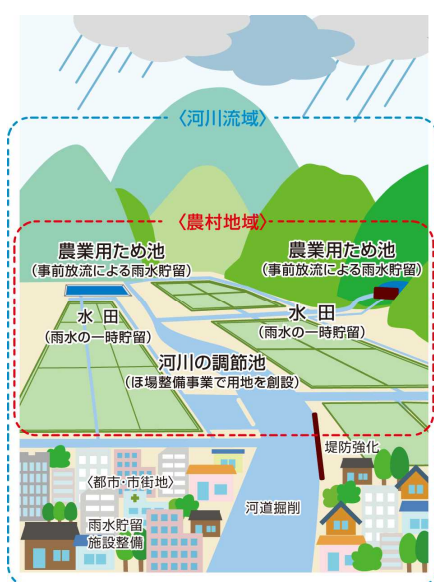 〈河川流域〉
〈農村地域〉
農業用ため池
(事前放流による雨水貯留)
農業用ため池
(事前放流による雨水貯留)
水田
(雨水の一時貯留)
水田
(雨水の一時貯留)
河川の調節池
(ほ場整備事業で用地を創設)
堤防強化
〈都市・市街地〉
河道掘削
雨水貯留
施設整備